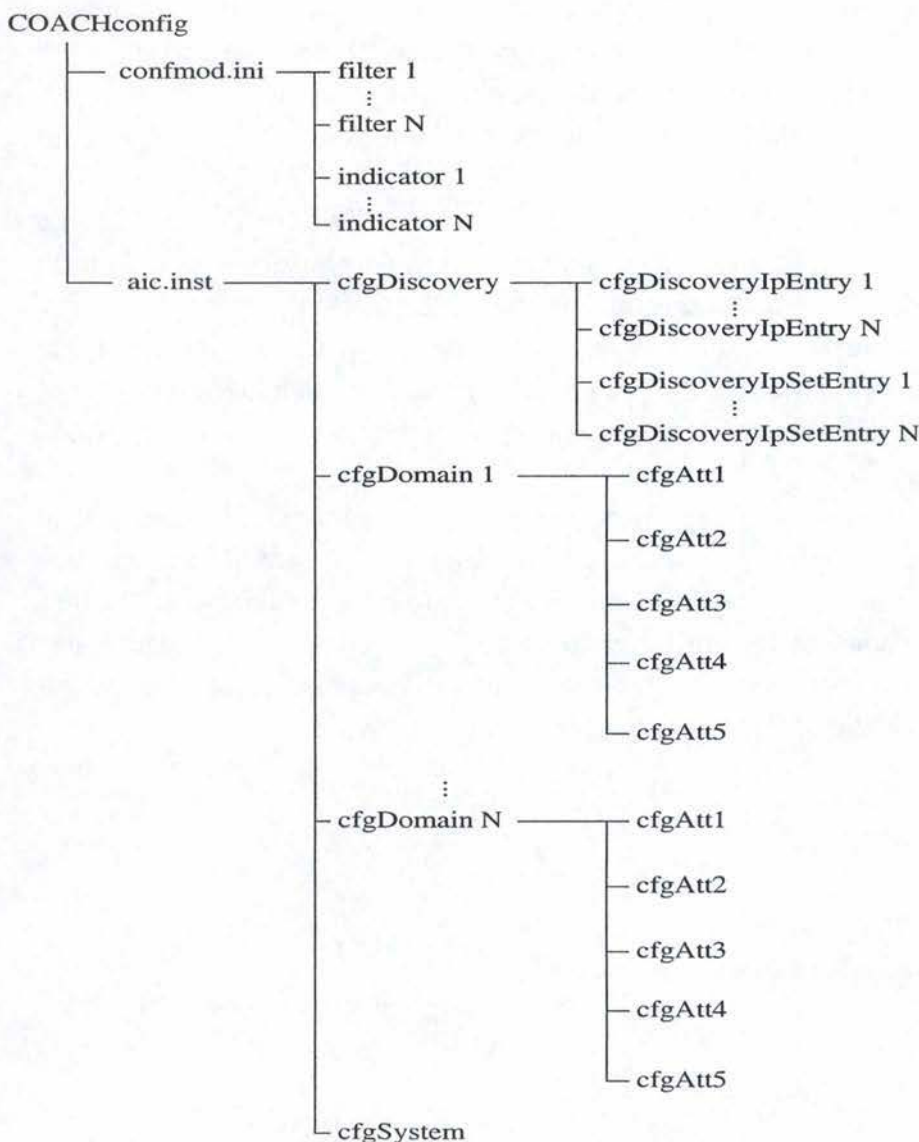 COACHconfig
confmod.ini
filter 1
⋮
filter N
indicator 1
⋮
indicator N
aic.inst
cfgDiscovery
cfgDiscoveryIpEntry 1
⋮
cfgDiscoveryIpEntry N
cfgDiscoveryIpSetEntry 1
⋮
cfgDiscoveryIpSetEntry N
cfgDomain 1
cfgAtt1
cfgAtt2
cfgAtt3
cfgAtt4
cfgAtt5
⋮
cfgDomain N
cfgAtt1
cfgAtt2
cfgAtt3
cfgAtt4
cfgAtt5
cfgSystem